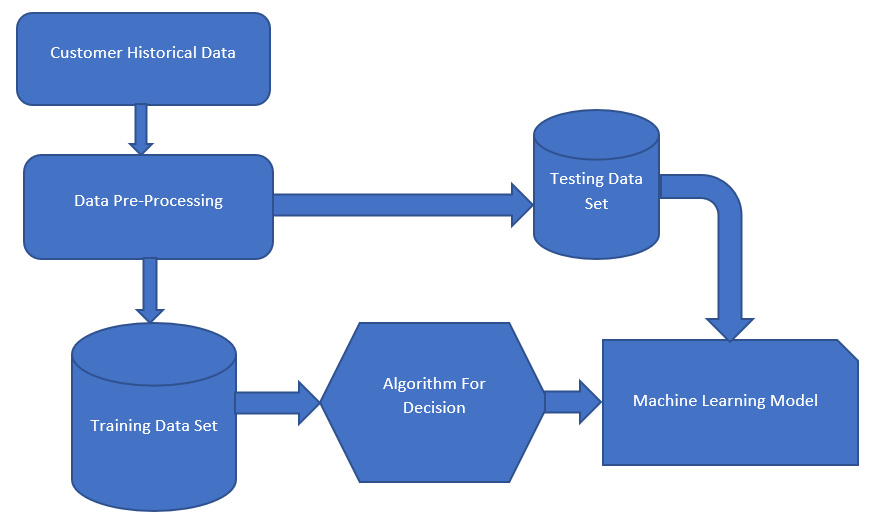 Customer Historical Data
Data Pre-Processing
Testing Data
Set
Training Data Set
Algorithm For
Decision
Machine Learning Model